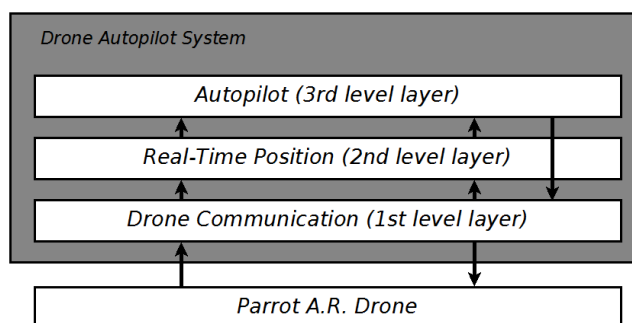 Drone Autopilot System
Autopilot (3rd level layer)
Real-Time Position (2nd level layer)
Drone Communication (1st level layer)
Parrot A.R. Drone